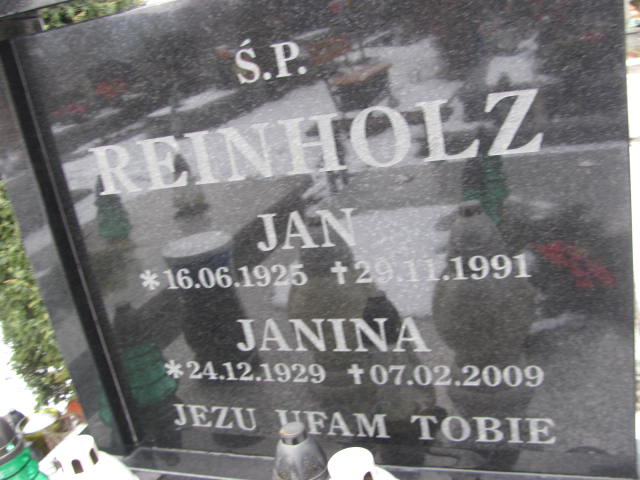 Ś.P.
REINHOLZ
JAN
*16.06.1925 †29.11.1991
JANINA
*24.12.1929 †07.02.2009
JEZU UFAM TOBIE